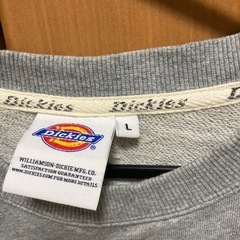 Dickies Dickies
Dickies
L
WILLIAMSON-DICKIE MFG. CO.
SATISFACTION GUARANTEED
WWW.DICKIES.COM FOR MORE DETAILS